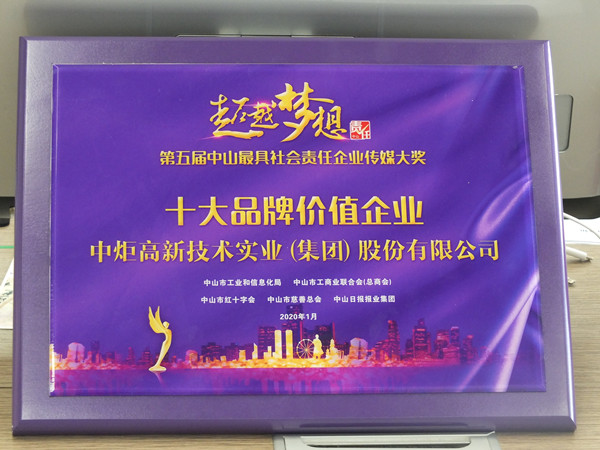 超越梦想
责任
第五届中山最具社会责任企业传媒大奖
十大品牌价值企业
中炬高新技术实业(集团)股份有限公司
中山市工业和信息化局 中山市工商业联合会(总商会)
中山市红十字会 中山市慈善总会 中山日报报业集团
2020年1月